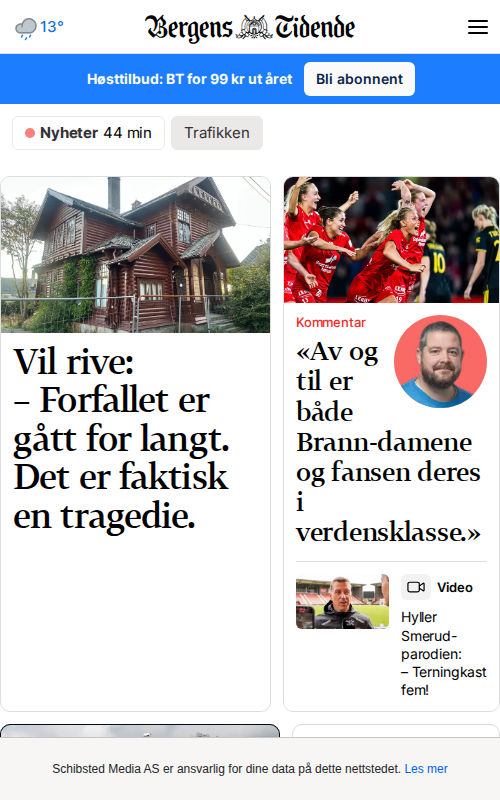 13°
Bergens Tidende
Høsttilbud: BT for 99 kr ut året
Bli abonnent
Nyheter 44 min
Trafikken
Vil rive:
– Forfallet er
gått for langt.
Det er faktisk
en tragedie.
Kommentar
«Av og
til er
både
Brann-damene
og fansen deres
i
verdensklasse.»
Video
Hyller
Smerud-
parodien:
– Terningkast
fem!
Schibsted Media AS er ansvarlig for dine data på dette nettstedet. Les mer